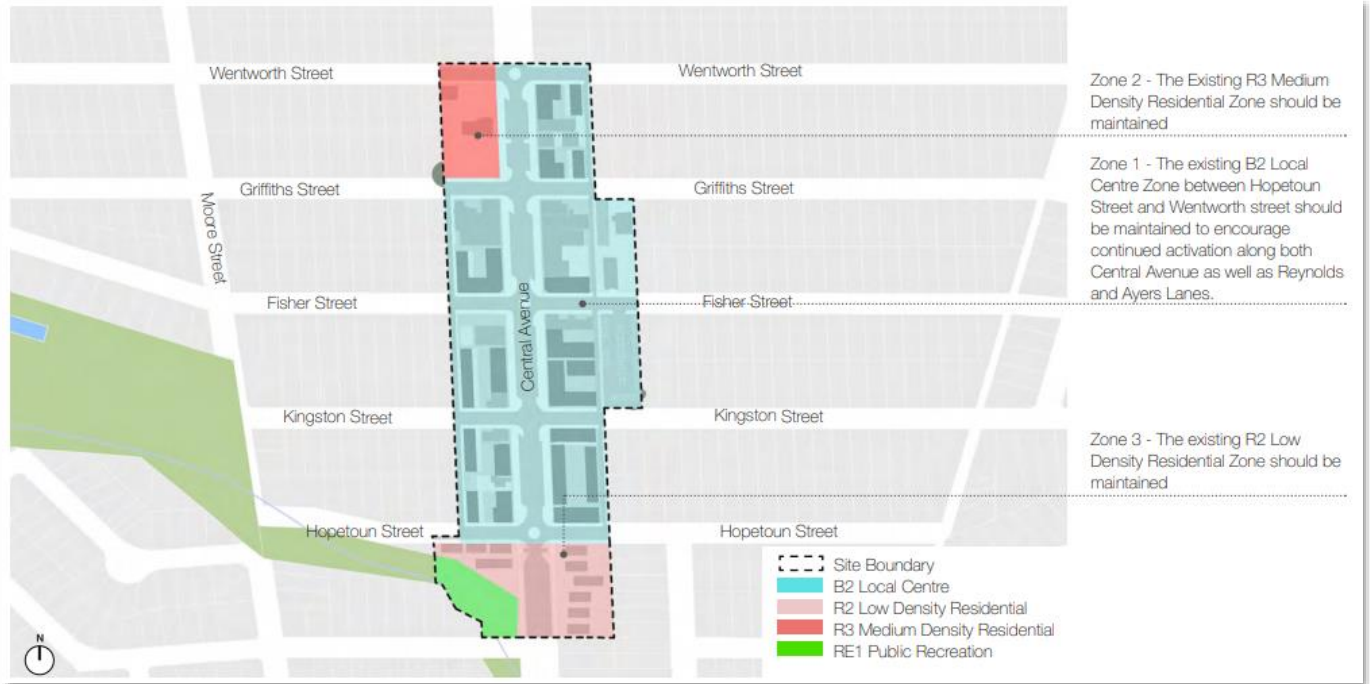 Wentworth Street
Wentworth Street
Zone 2 - The Existing R3 Medium
Density Residential Zone should be
maintained
Zone 1 - The existing B2 Local
Centre Zone between Hopetoun
Street and Wentworth street should
be maintained to encourage
continued activation along both
Central Avenue as well as Reynolds
and Ayers Lanes.
Griffiths Street
Griffiths Street
Moore Street
Fisher Street
Central Avenue
Fisher Street
Kingston Street
Kingston Street
Zone 3 - The existing R2 Low
Density Residential Zone should be
maintained
Hopetoun Street
Hopetoun Street
Site Boundary
B2 Local Centre
R2 Low Density Residential
R3 Medium Density Residential
RE1 Public Recreation
N